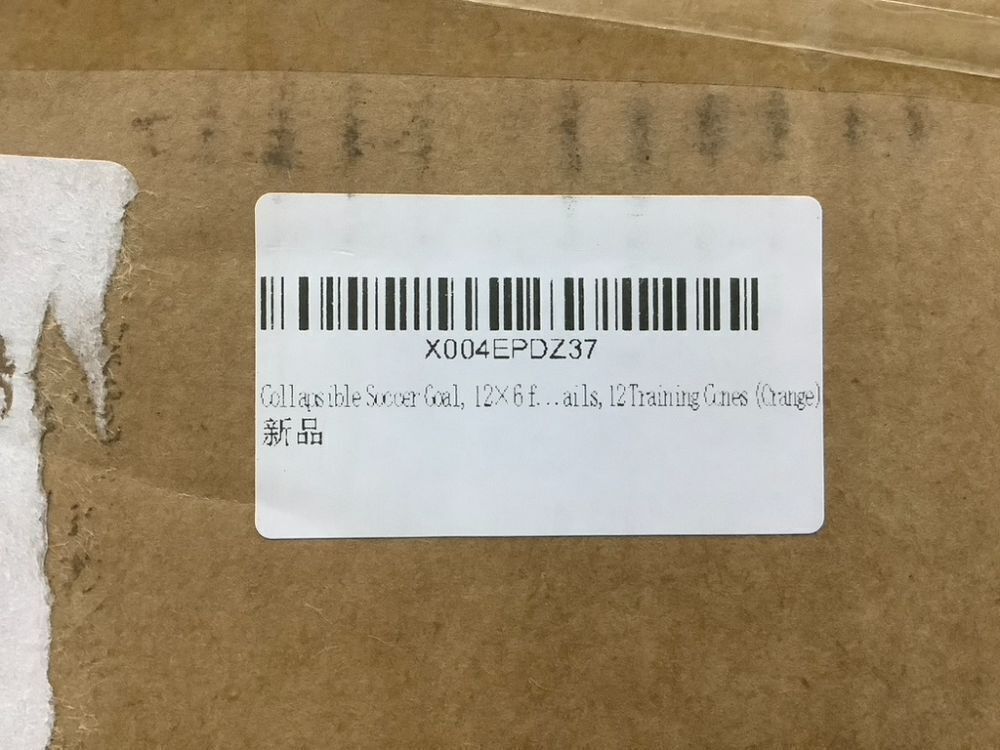 X004EPDZ37
Collapsible Soccer Goal, 12×6 f...ails, 12 Training Cones (Orange)
新品